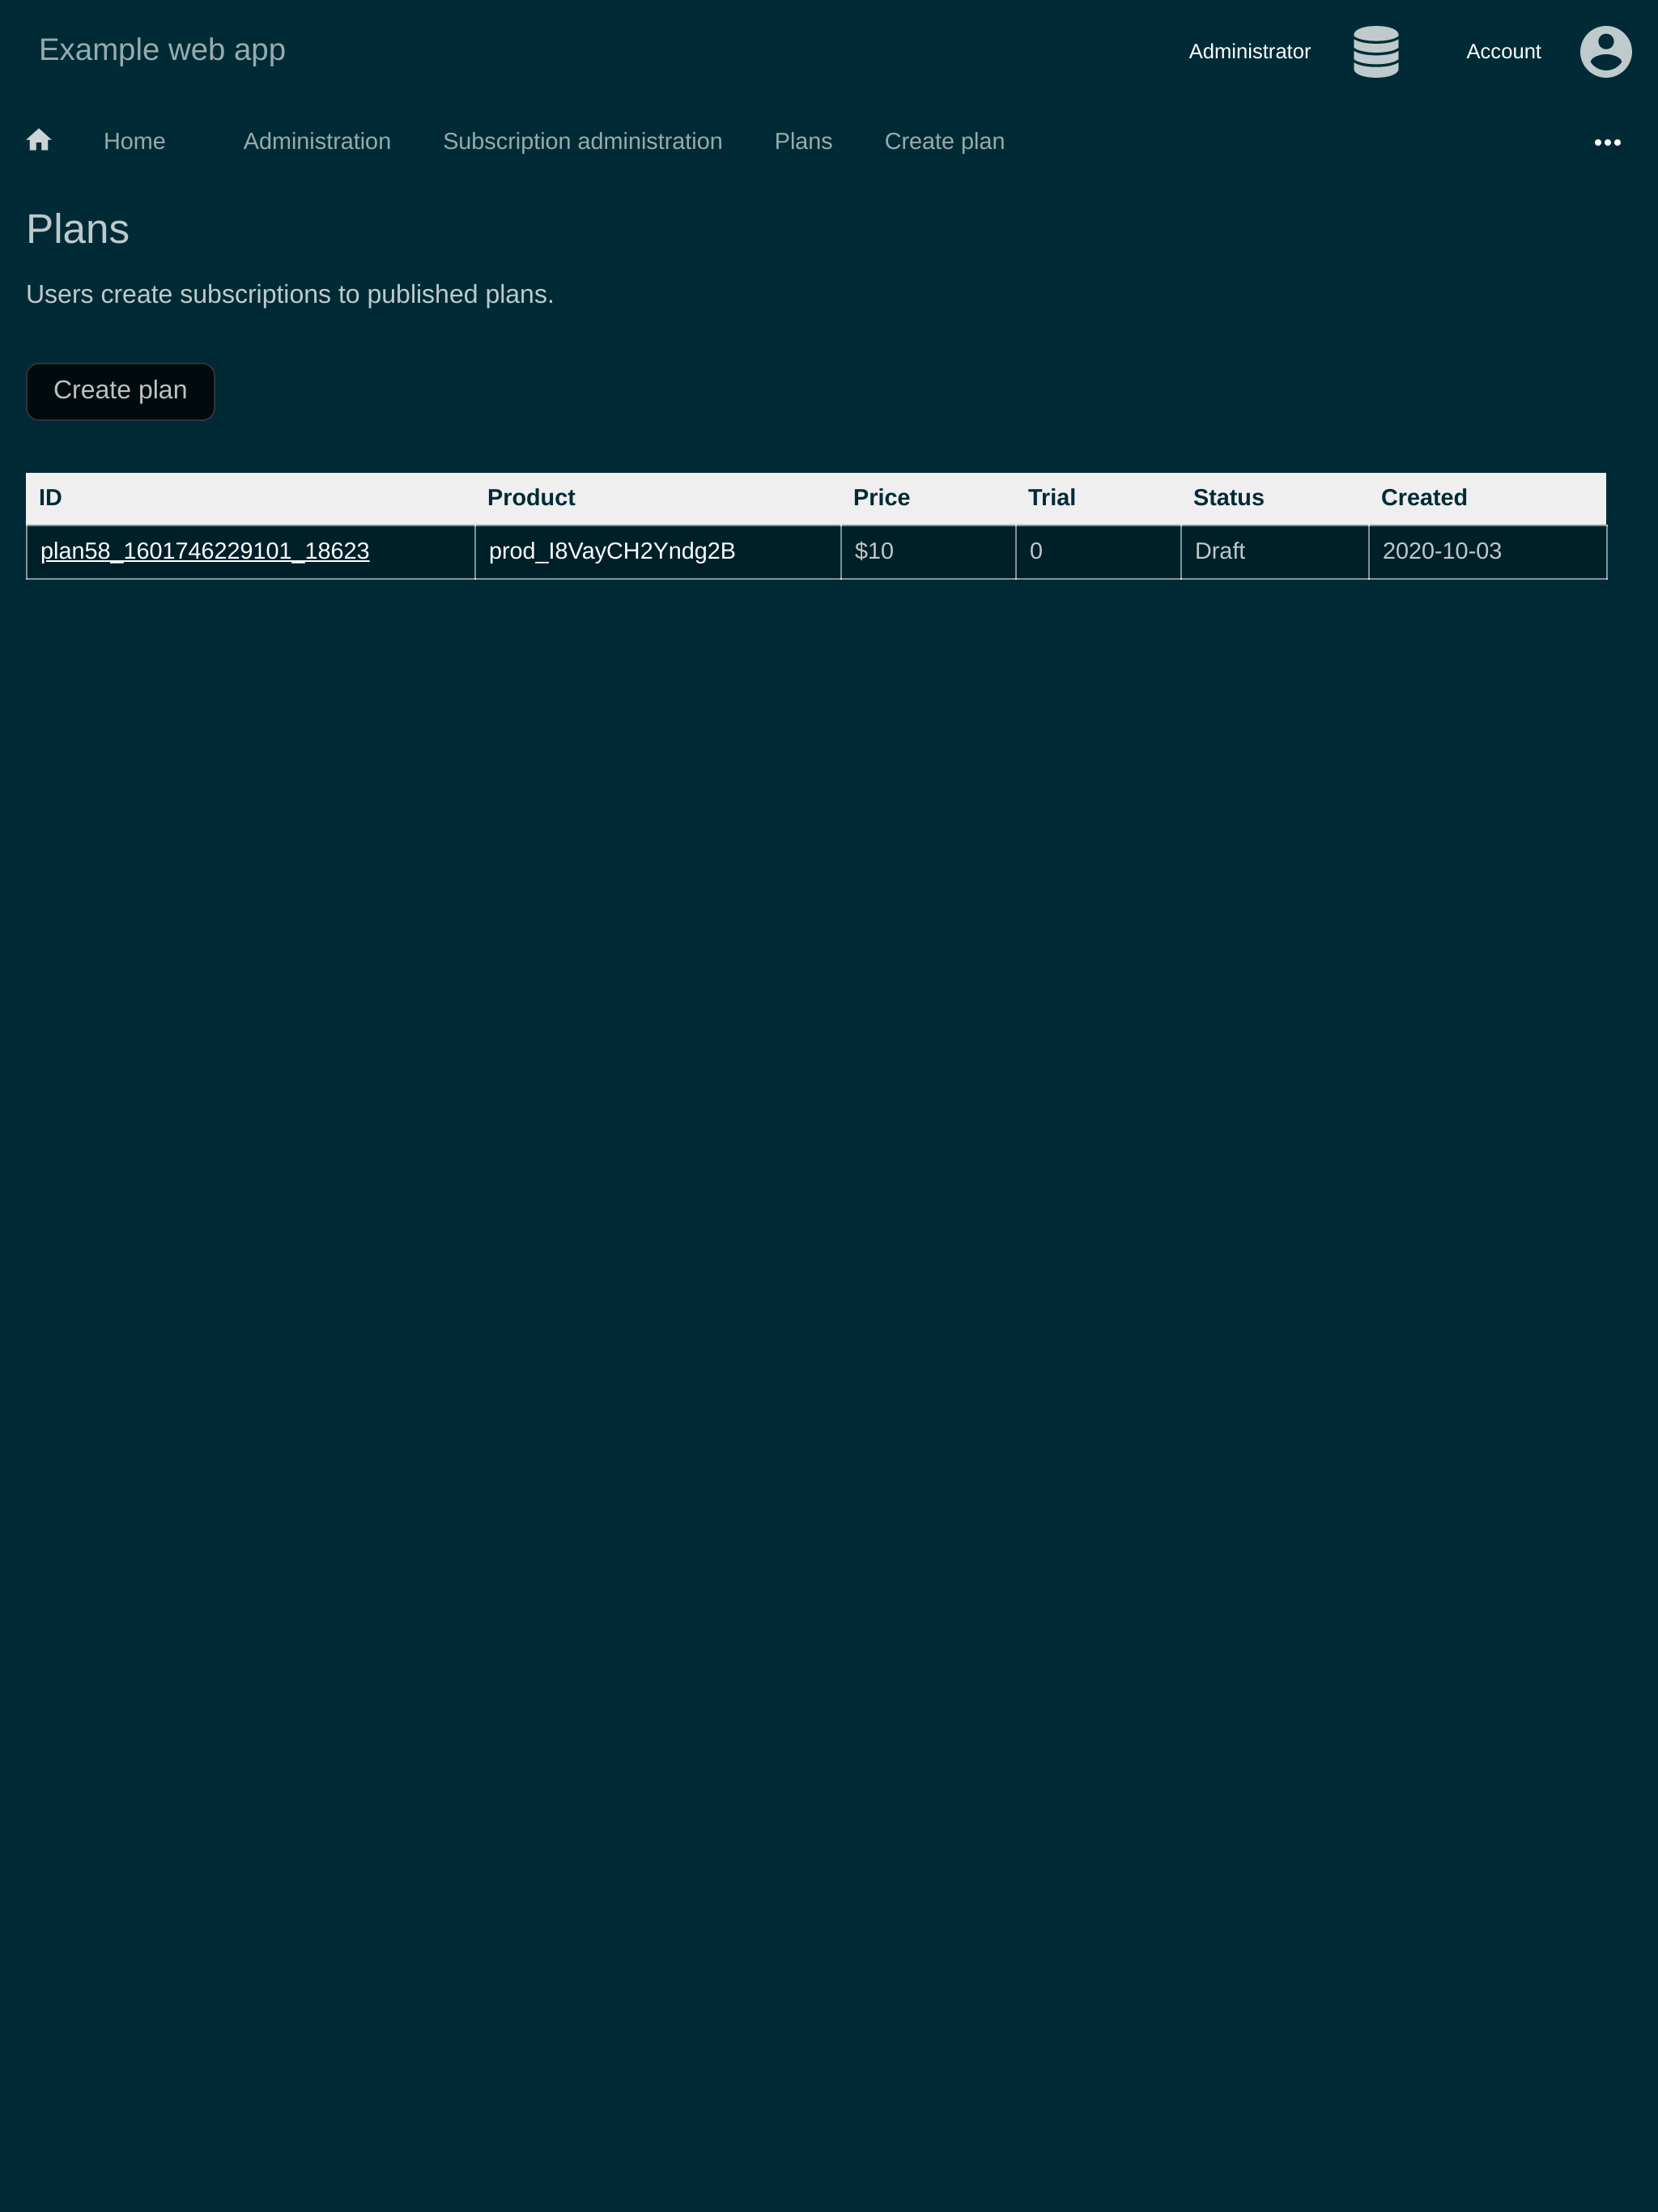 Example web app
Administrator
Account
Home Administration Subscription administration Plans Create plan
Plans
Users create subscriptions to published plans.
Create plan
ID Product Price Trial Status Created
plan58_1601746229101_18623 prod_I8VayCH2Yndg2B $10 0 Draft 2020-10-03